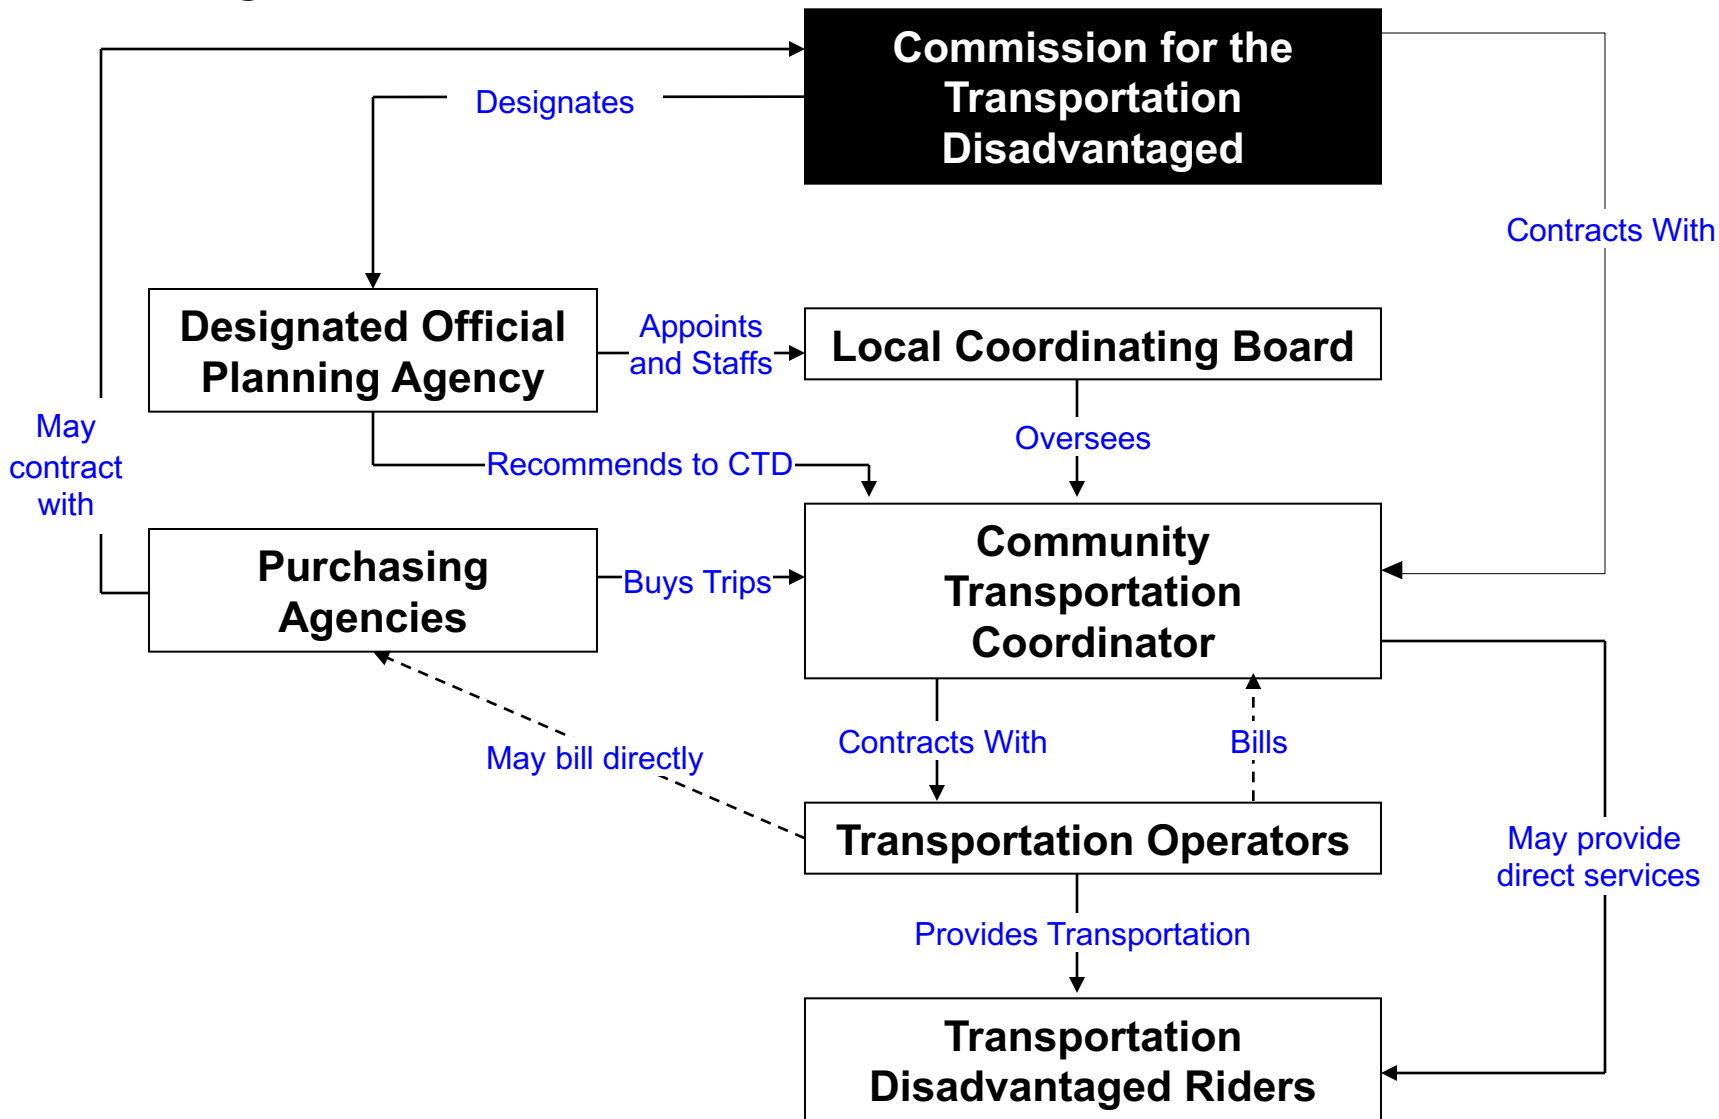 Commission for the
Transportation
Disadvantaged
Designates
Contracts With
Designated Official
Planning Agency
Appoints
and Staffs
Local Coordinating Board
May
contract
with
Oversees
Recommends to CTD
Purchasing
Agencies
Buys Trips
Community
Transportation
Coordinator
May bill directly
Contracts With
Bills
Transportation Operators
May provide
direct services
Provides Transportation
Transportation
Disadvantaged Riders